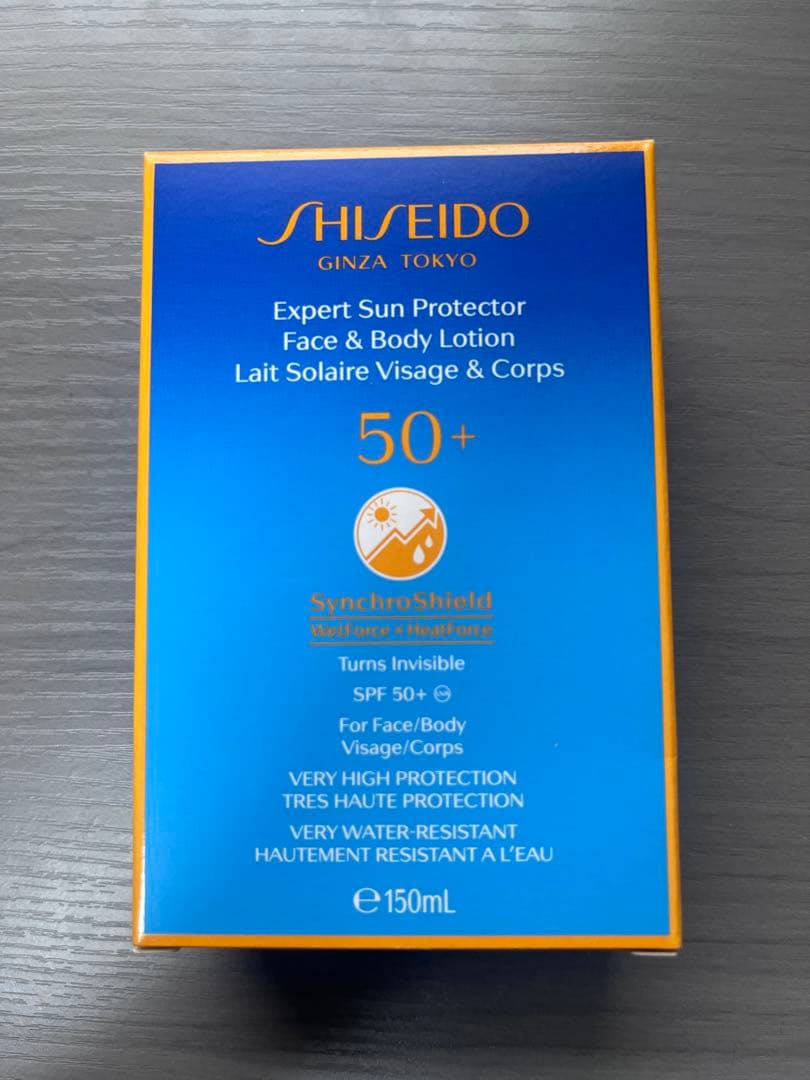 SHISEIDO
GINZA TOKYO
Expert Sun Protector
Face & Body Lotion
Lait Solaire Visage & Corps
50+
SynchroShield
WetForce × HeatForce
Turns Invisible
SPF 50+ UVA
For Face/Body
Visage/Corps
VERY HIGH PROTECTION
TRES HAUTE PROTECTION
VERY WATER-RESISTANT
HAUTEMENT RESISTANT A L'EAU
℮150mL